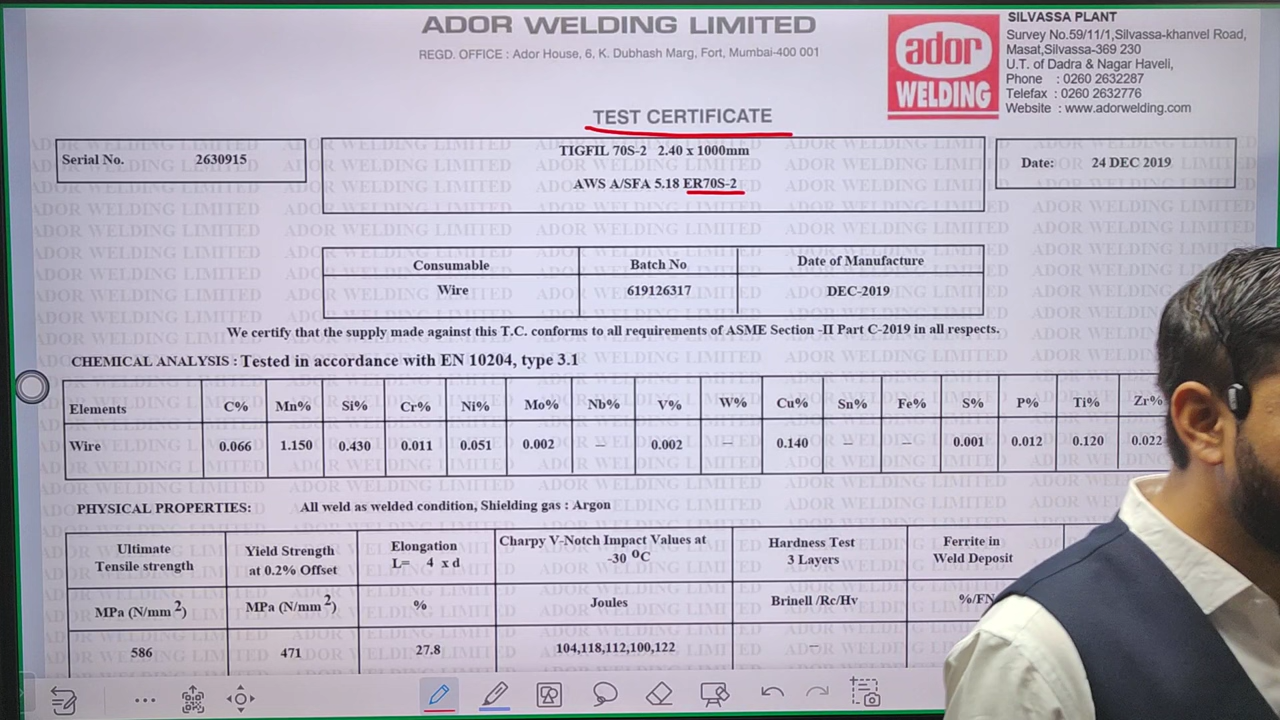 ADOR WELDING LIMITED
REGD. OFFICE : Ador House, 6, K. Dubhash Marg, Fort, Mumbai-400 001
ador
WELDING
SILVASSA PLANT
Survey No.59/11/1,Silvassa-khanvel Road,
Masat,Silvassa-369 230
U.T. of Dadra & Nagar Haveli,
Phone : 0260 2632287
Telefax : 0260 2632776
Website : www.adorwelding.com
TEST CERTIFICATE
Serial No. 2630915
TIGFIL 70S-2 2.40 x 1000mm
AWS A/SFA 5.18 ER70S-2
Date: 24 DEC 2019
Consumable Batch No Date of Manufacture
Wire 619126317 DEC-2019
We certify that the supply made against this T.C. conforms to all requirements of ASME Section -II Part C-2019 in all respects.
CHEMICAL ANALYSIS : Tested in accordance with EN 10204, type 3.1
Elements C% Mn% Si% Cr% Ni% Mo% Nb% V% W% Cu% Sn% Fe% S% P% Ti% Zr%
Wire 0.066 1.150 0.430 0.011 0.051 0.002 — 0.002 — 0.140 — — 0.001 0.012 0.120 0.022
PHYSICAL PROPERTIES: All weld as welded condition, Shielding gas : Argon
Ultimate Tensile strength
Yield Strength at 0.2% Offset
Elongation L= 4 x d
Charpy V-Notch Impact Values at -30 ⁰C
Hardness Test 3 Layers
Ferrite in Weld Deposit
MPa (N/mm²) MPa (N/mm²) % Joules Brinell /Rc/Hv %/FN
586 471 27.8 104,118,112,100,122 —